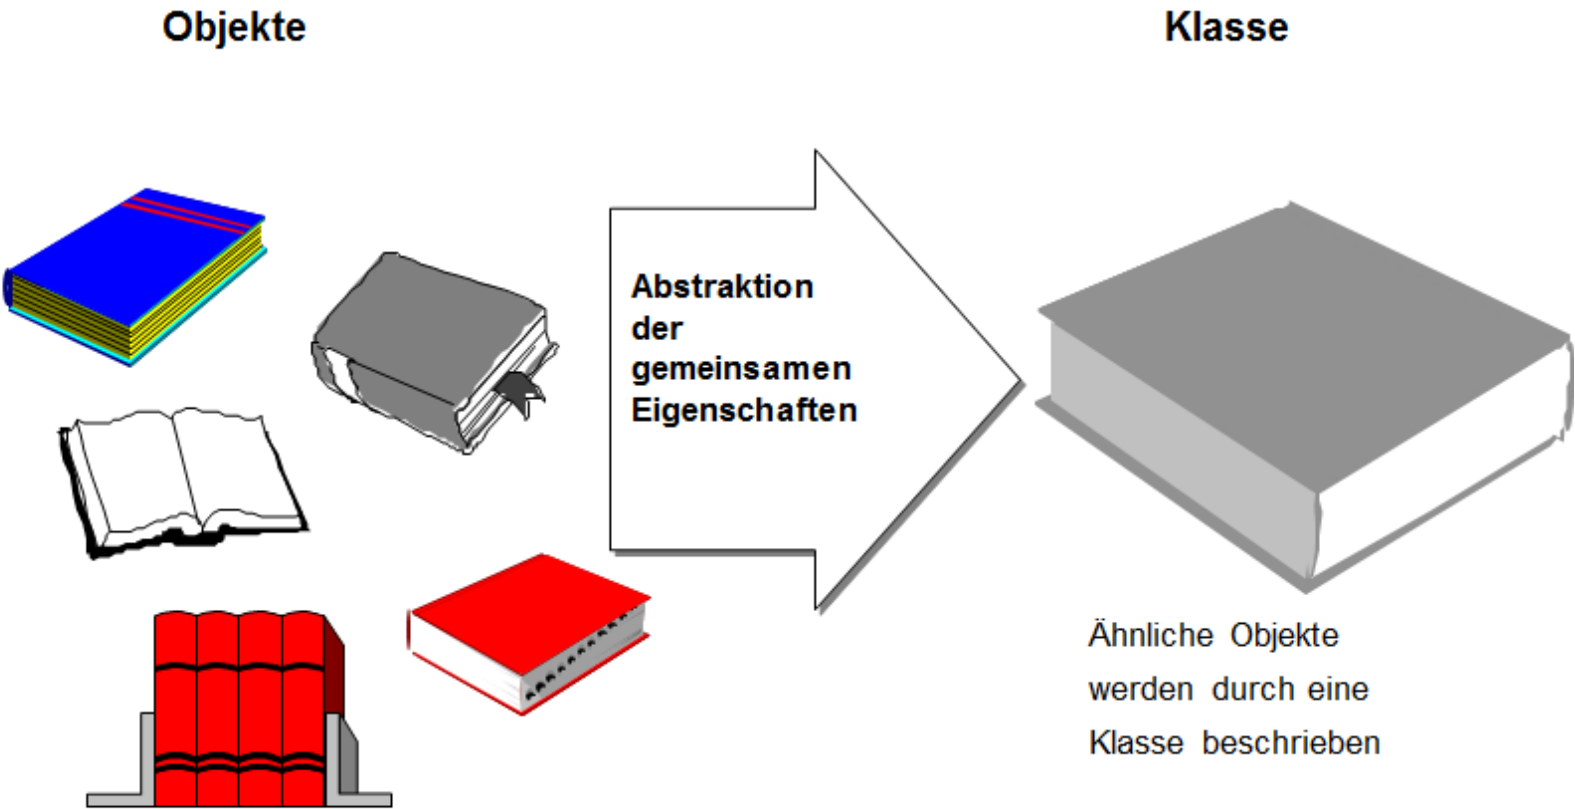 Objekte
Klasse
Abstraktion
der
gemeinsamen
Eigenschaften
Ähnliche Objekte
werden durch eine
Klasse beschrieben